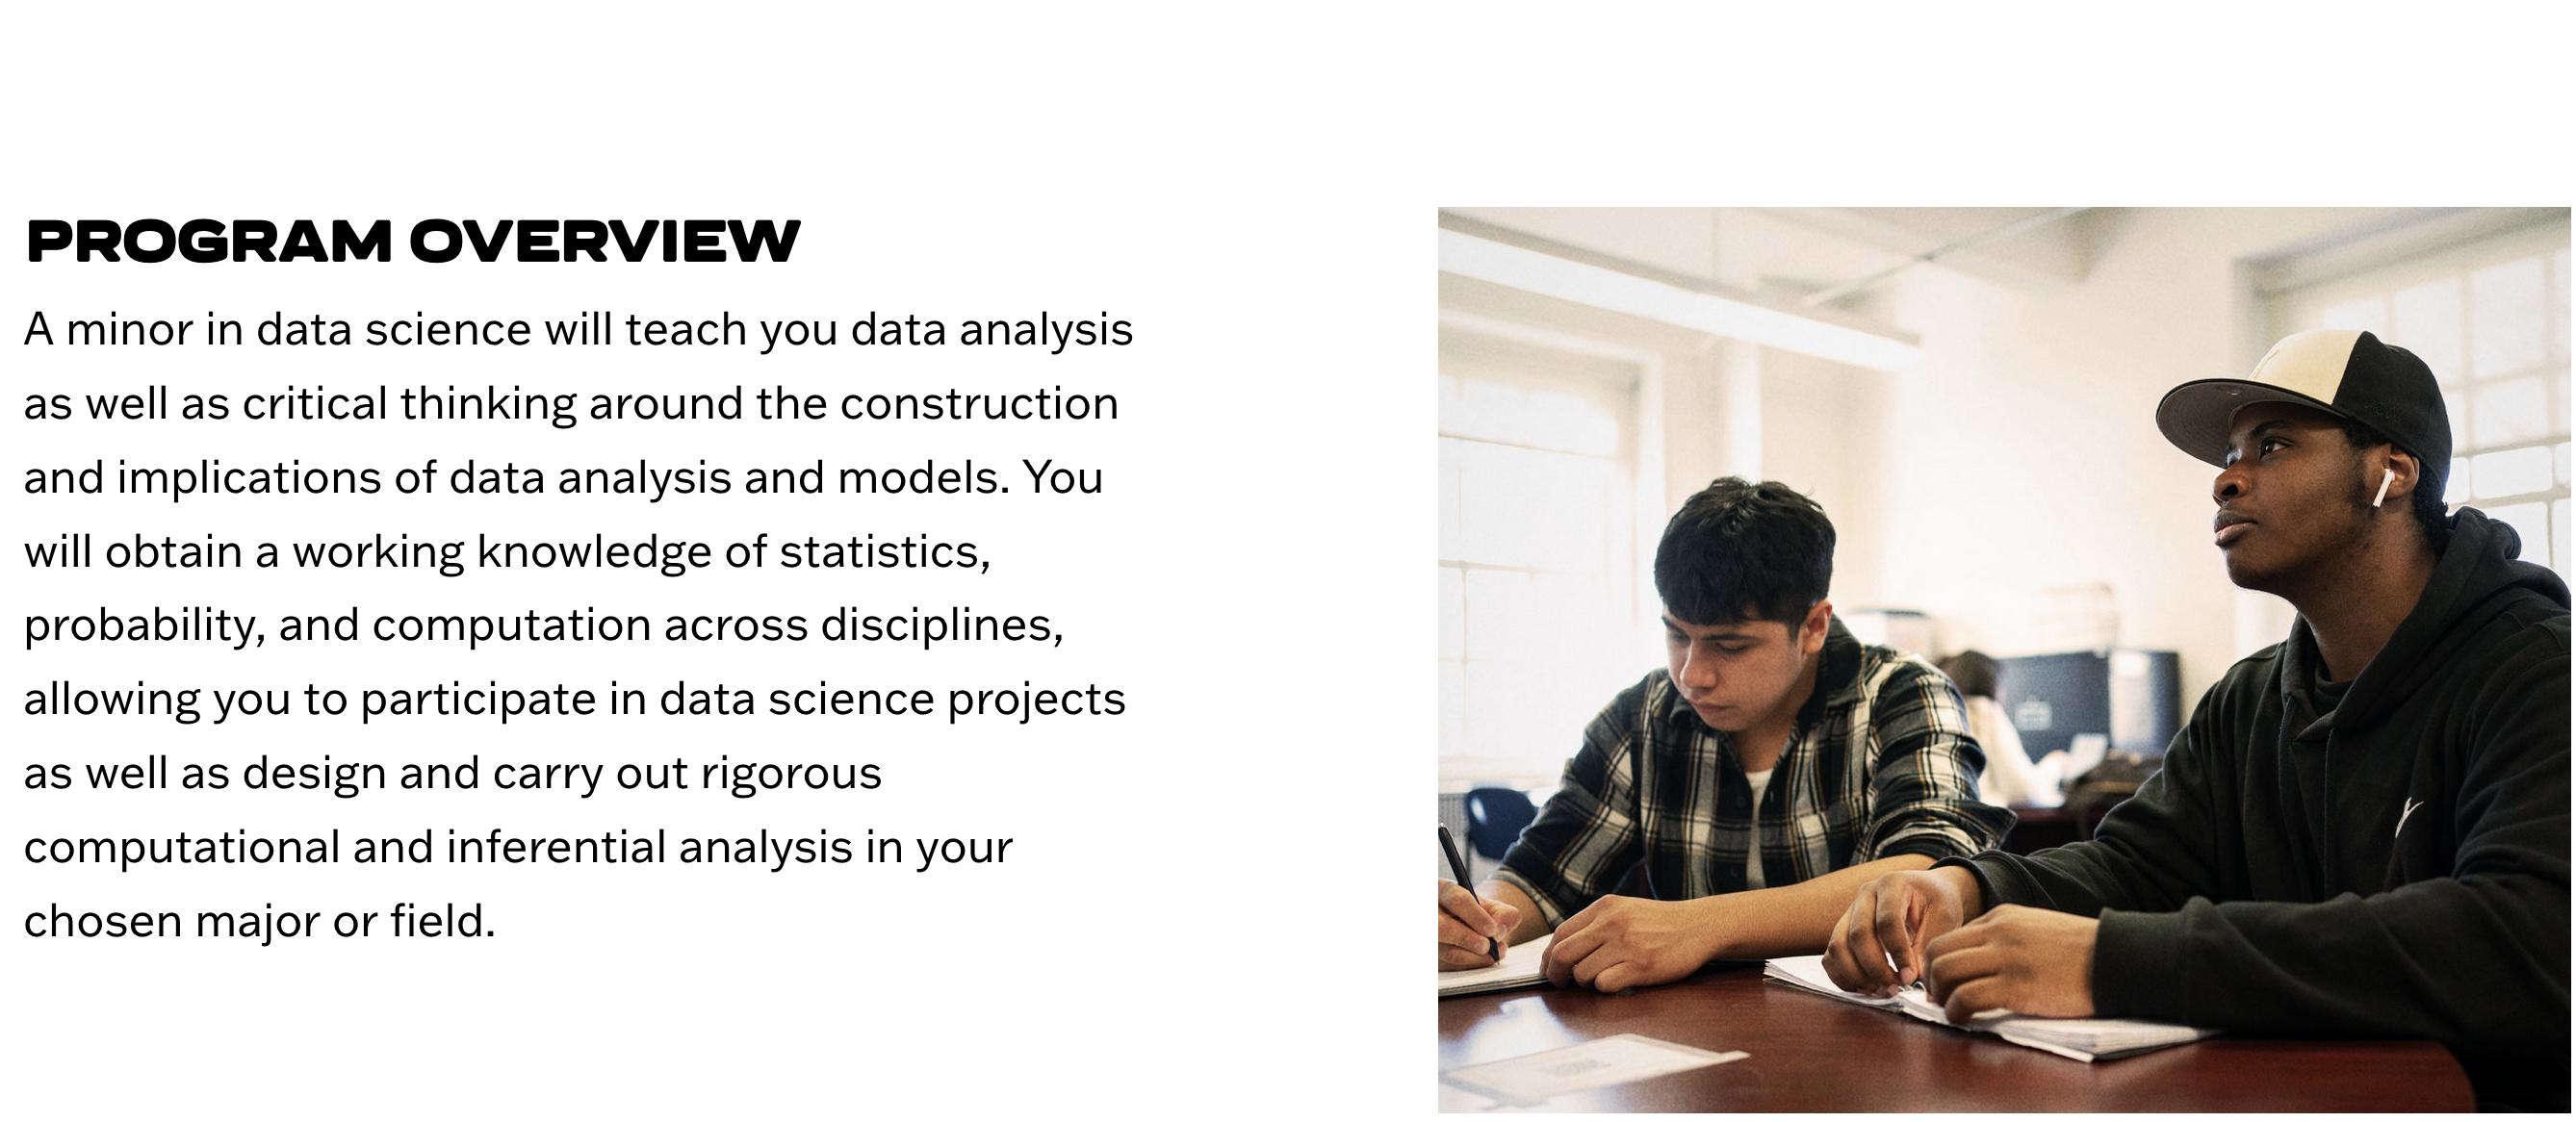 PROGRAM OVERVIEW
A minor in data science will teach you data analysis
as well as critical thinking around the construction
and implications of data analysis and models. You
will obtain a working knowledge of statistics,
probability, and computation across disciplines,
allowing you to participate in data science projects
as well as design and carry out rigorous
computational and inferential analysis in your
chosen major or field.